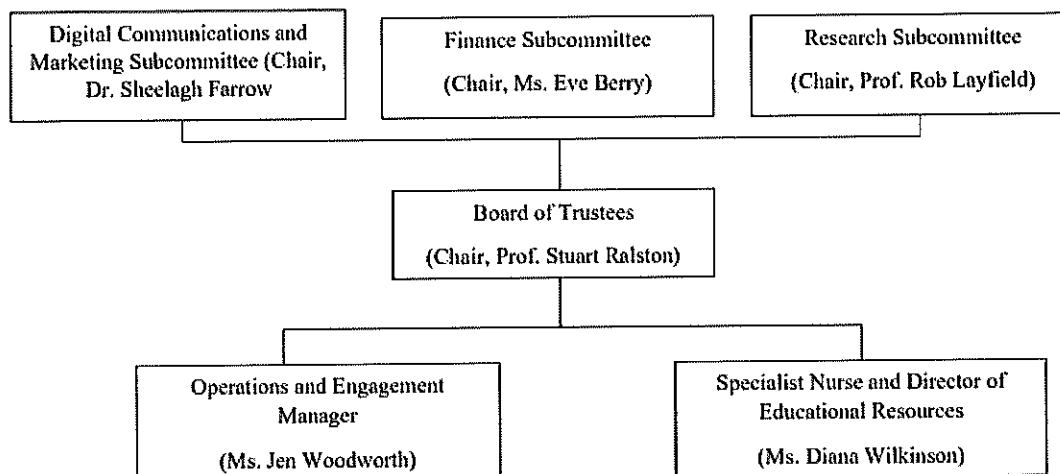 Digital Communications and
Marketing Subcommittee (Chair,
Dr. Sheelagh Farrow
Finance Subcommittee
(Chair, Ms. Eve Berry)
Research Subcommittee
(Chair, Prof. Rob Layfield)
Board of Trustees
(Chair, Prof. Stuart Ralston)
Operations and Engagement
Manager
(Ms. Jen Woodworth)
Specialist Nurse and Director of
Educational Resources
(Ms. Diana Wilkinson)